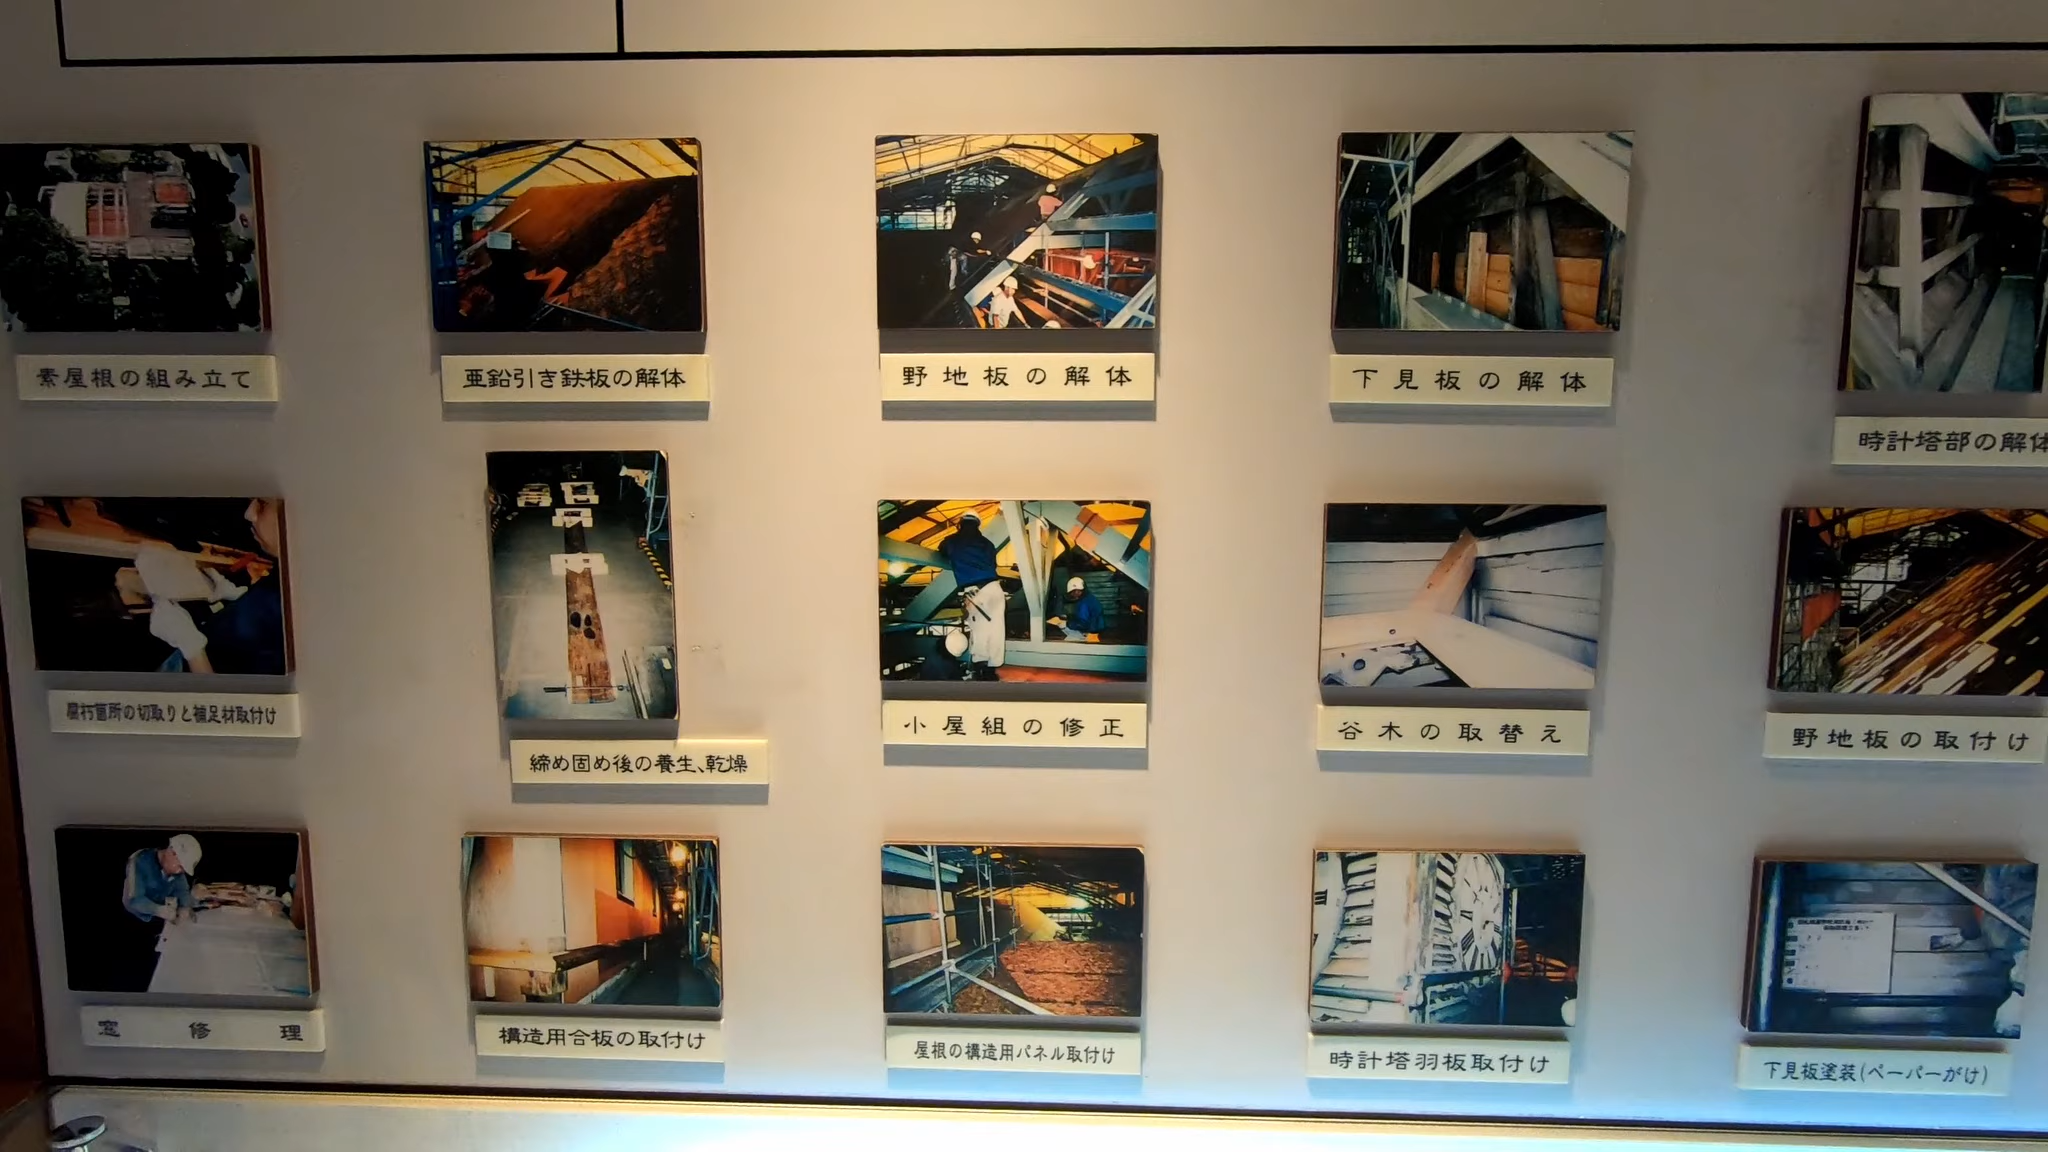 素屋根の組み立て
亜鉛引き鉄板の解体
野地板の解体
下見板の解体
時計塔部の解体
腐朽箇所の切取りと補足材取付け
締め固め後の養生、乾燥
小屋組の修正
谷木の取替え
野地板の取付け
窓修理
構造用合板の取付け
屋根の構造用パネル取付け
時計塔羽板取付け
下見板塗装(ペーパーがけ)